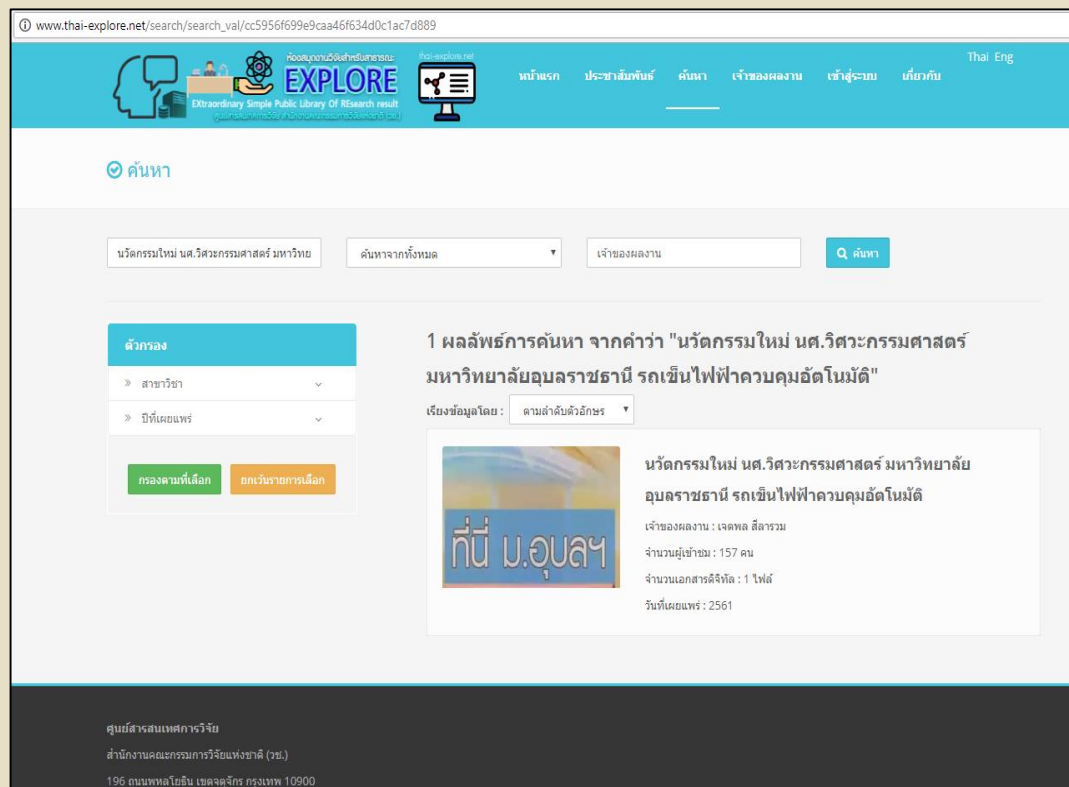 www.thai-explore.net/search/search_val/cc5956f699e9caa46f634d0c1ac7d889
ห้องสมุดงานวิจัยสำหรับสาธารณะ
EXPLORE
EXtraordinary Simple Public Library Of REsearch result
thai-explore.net
หน้าแรก ประชาสัมพันธ์ ค้นหา เจ้าของผลงาน เข้าสู่ระบบ เกี่ยวกับ
Thai Eng
ค้นหา
นวัตกรรมใหม่ นศ.วิศวะกรรมศาสตร์ มหาวิทย
ค้นหาจากทั้งหมด
เจ้าของผลงาน
ค้นหา
ตัวกรอง
สาขาวิชา
ปีที่เผยแพร่
กรองตามที่เลือก ยกเว้นรายการเลือก
1 ผลลัพธ์การค้นหา จากคำว่า "นวัตกรรมใหม่ นศ.วิศวะกรรมศาสตร์
มหาวิทยาลัยอุบลราชธานี รถเข็นไฟฟ้าควบคุมอัตโนมัติ"
เรียงข้อมูลโดย : ตามลำดับตัวอักษร
ที่นี่ ม.อุบลฯ
นวัตกรรมใหม่ นศ.วิศวะกรรมศาสตร์ มหาวิทยาลัย
อุบลราชธานี รถเข็นไฟฟ้าควบคุมอัตโนมัติ
เจ้าของผลงาน : เจตพล สีลารวม
จำนวนผู้เข้าชม : 157 คน
จำนวนเอกสารดิจิทัล : 1 ไฟล์
วันที่เผยแพร่ : 2561
ศูนย์สารสนเทศการวิจัย
สำนักงานคณะกรรมการวิจัยแห่งชาติ (วช.)
196 ถนนพหลโยธิน เขตจตุจักร กรุงเทพ 10900